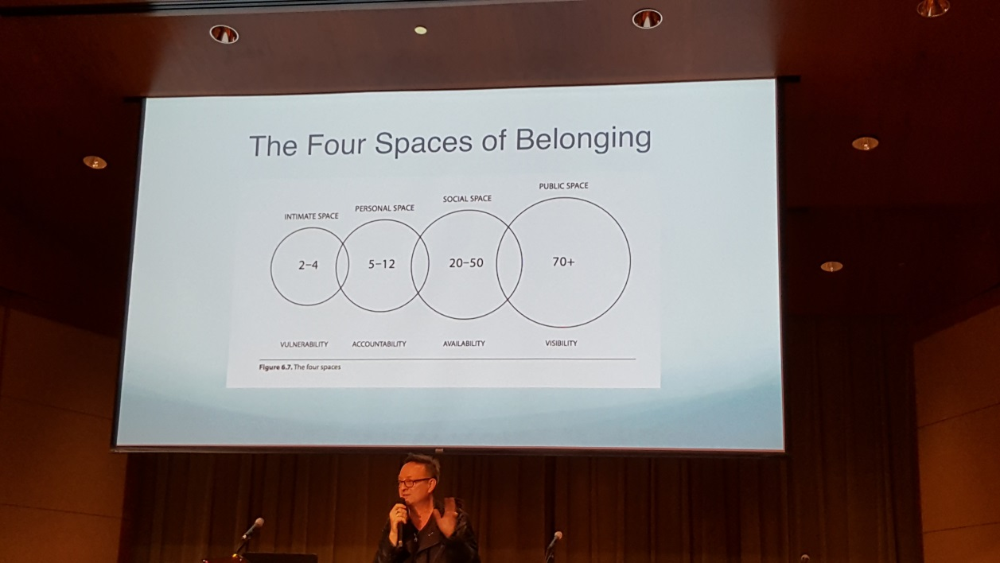 The Four Spaces of Belonging
PUBLIC SPACE
SOCIAL SPACE
PERSONAL SPACE
INTIMATE SPACE
2–4 5–12 20–50 70+
VULNERABILITY ACCOUNTABILITY AVAILABILITY VISIBILITY
Figure 6.7. The four spaces